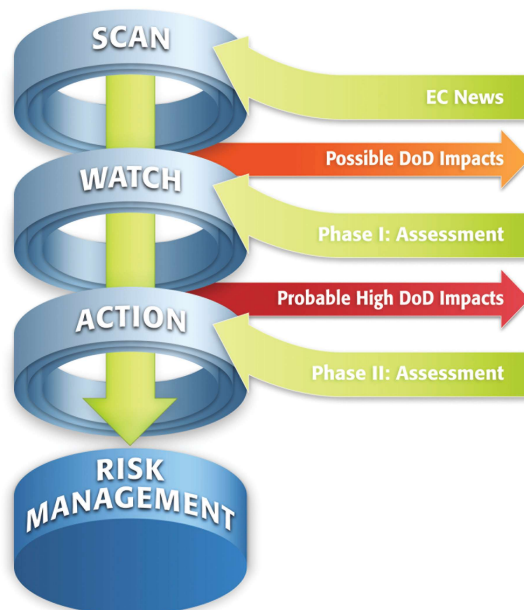 SCAN
EC News
Possible DoD Impacts
WATCH
Phase I: Assessment
Probable High DoD Impacts
ACTION
Phase II: Assessment
RISK
MANAGEMENT